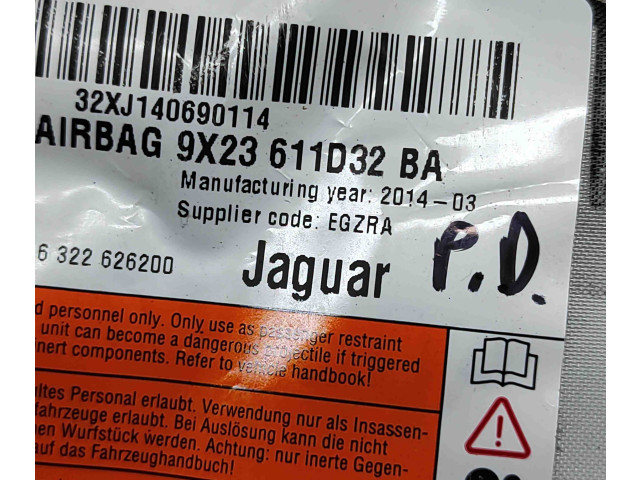 32XJ140690114
AIRBAG 9X23 611D32 BA
Manufacturing year: 2014-03
Supplier code: EGZRA
6 322 626200
Jaguar
P.D.
d personnel only. Only use as passenger restraint
unit can become a dangerous projectile if triggered
inert components. Refer to vehicle handbook!
ultes Personal erlaubt. Verwendung nur als Insassen-
fahrzeuge erlaubt. Bei Auslösung kann die nicht
n Wurfstück werden. Achtung: nur inerte Gegen-
auf das Fahrzeughandbuch!